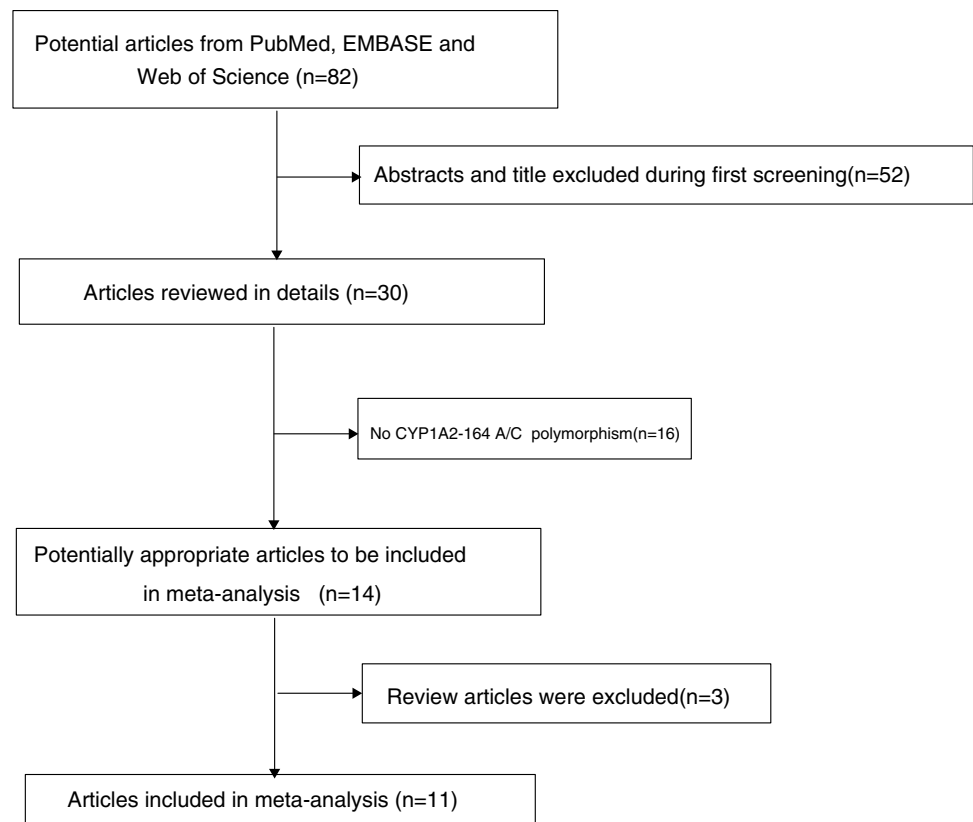 Potential articles from PubMed, EMBASE and
Web of Science (n=82)
Abstracts and title excluded during first screening(n=52)
Articles reviewed in details (n=30)
No CYP1A2-164 A/C polymorphism(n=16)
Potentially appropriate articles to be included
in meta-analysis (n=14)
Review articles were excluded(n=3)
Articles included in meta-analysis (n=11)